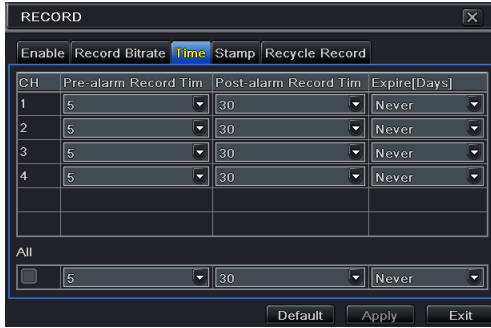 RECORD
Enable Record Bitrate Time Stamp Recycle Record
CH Pre-alarm Record Tim Post-alarm Record Tim Expire[Days]
1 5 30 Never
2 5 30 Never
3 5 30 Never
4 5 30 Never
All
5 30 Never
Default Apply Exit